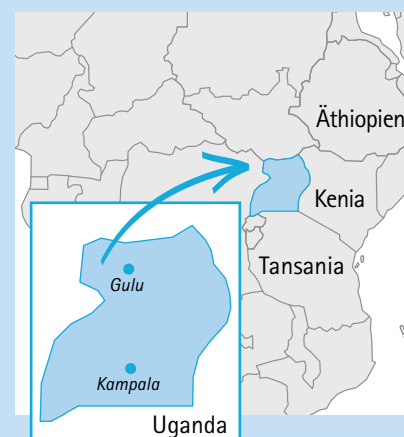 Äthiopien
Kenia
Tansania
Gulu
Kampala
Uganda